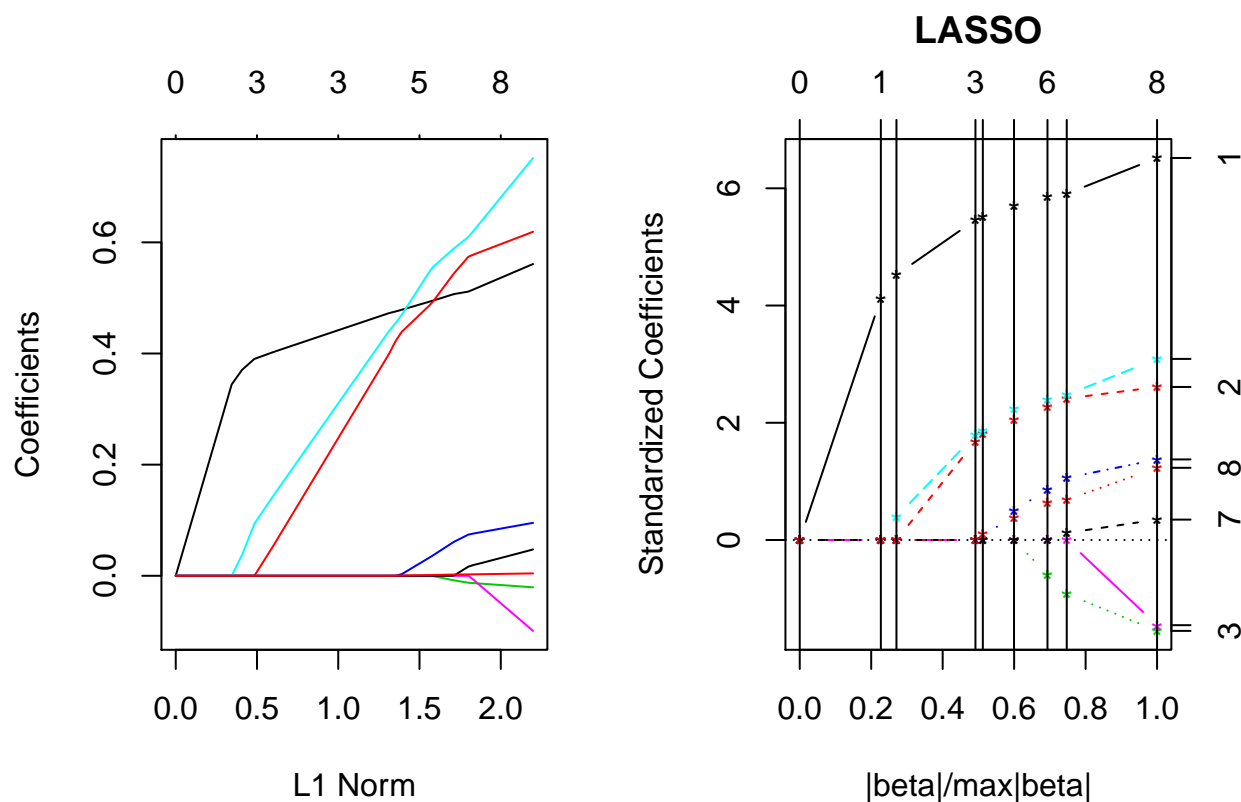 0 3 3 5 8
0.0 0.2 0.4 0.6
Coefficients
0.0 0.5 1.0 1.5 2.0
L1 Norm
LASSO
0 1 3 6 8
0 2 4 6
Standardized Coefficients
1 2 8 7 3
0.0 0.2 0.4 0.6 0.8 1.0
|beta|/max|beta|